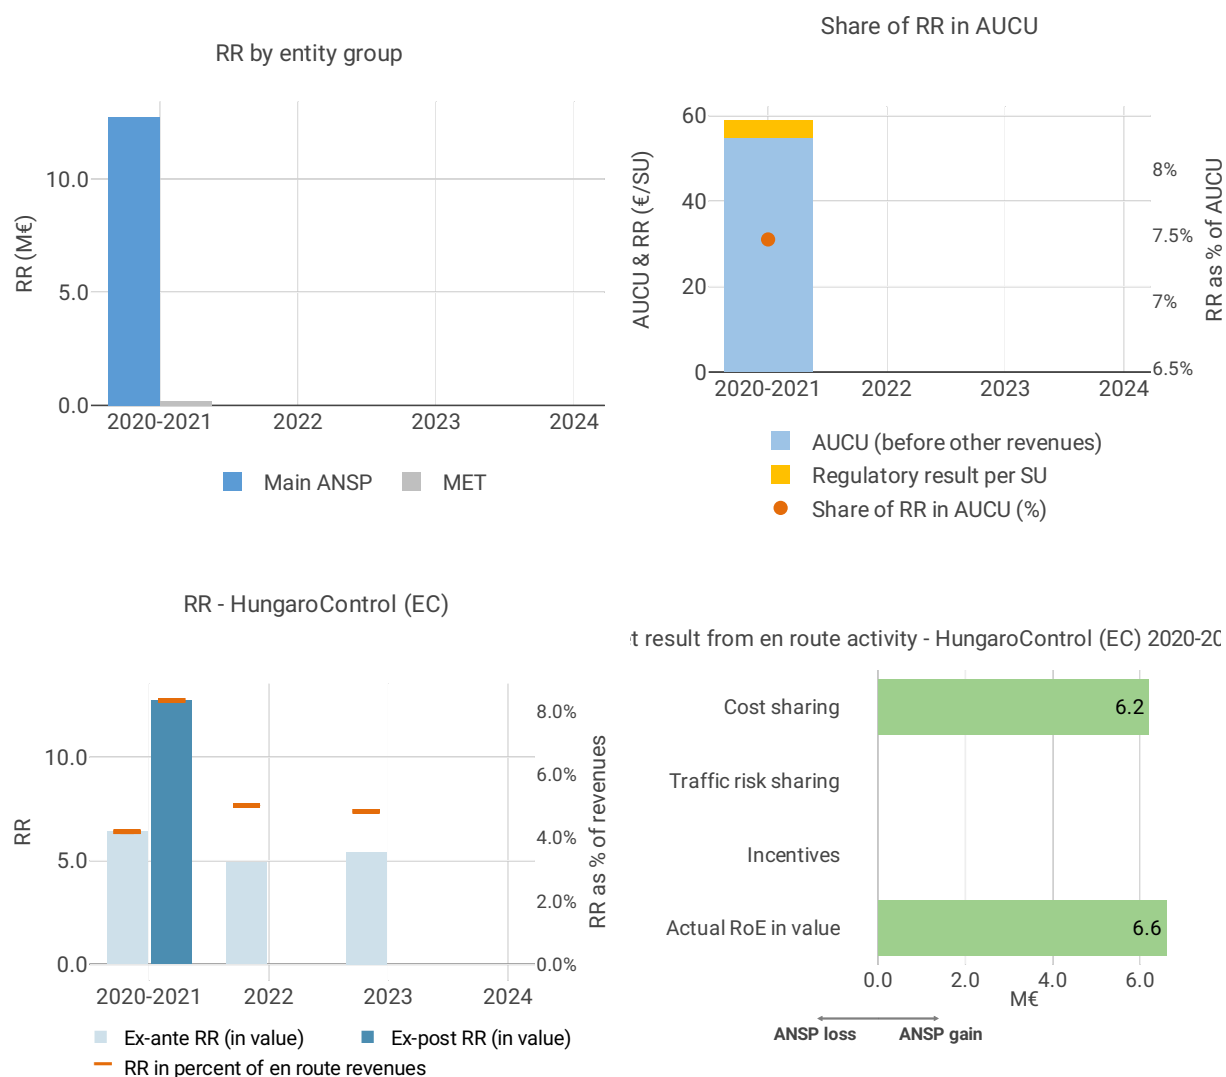 RR by entity group
RR (M€)
10.0
5.0
0.0
2020-2021
2022
2023
2024
Main ANSP
MET
Share of RR in AUCU
AUCU & RR (€/SU)
60
40
20
0
8%
7.5%
7%
6.5%
RR as % of AUCU
2020-2021
2022
2023
2024
AUCU (before other revenues)
Regulatory result per SU
Share of RR in AUCU (%)
RR - HungaroControl (EC)
RR
10.0
5.0
0.0
8.0%
6.0%
4.0%
2.0%
0.0%
RR as % of revenues
2020-2021
2022
2023
2024
Ex-ante RR (in value)
Ex-post RR (in value)
RR in percent of en route revenues
t result from en route activity - HungaroControl (EC) 2020-20
Cost sharing
6.2
Traffic risk sharing
Incentives
Actual RoE in value
6.6
0.0
2.0
4.0
6.0
M€
ANSP loss
ANSP gain